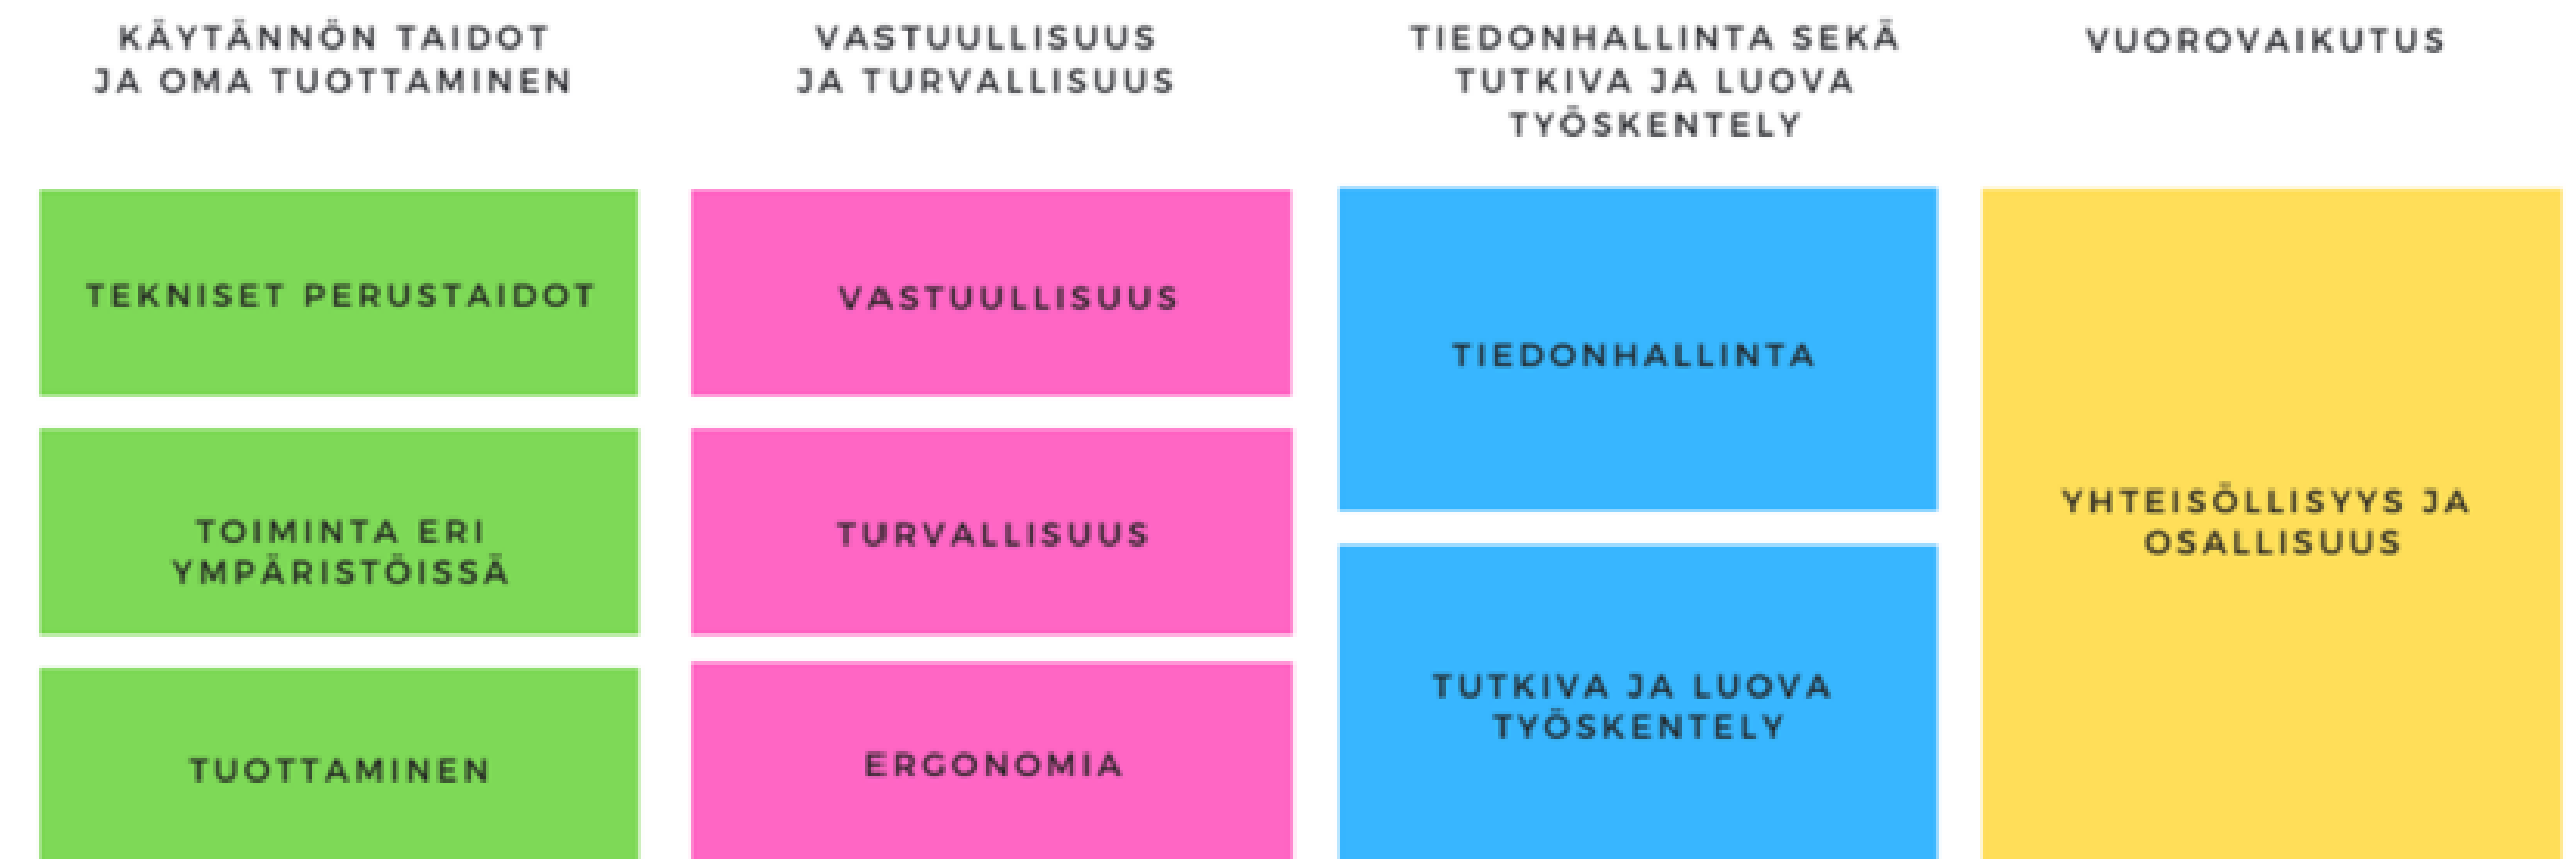 KÄYTÄNNÖN TAIDOT
JA OMA TUOTTAMINEN
TEKNISET PERUSTAIDOT
TOIMINTA ERI
YMPÄRISTÖISSÄ
TUOTTAMINEN
VASTUULLISUUS
JA TURVALLISUUS
VASTUULLISUUS
TURVALLISUUS
ERGONOMIA
TIEDONHALLINTA SEKÄ
TUTKIVA JA LUOVA
TYÖSKENTELY
TIEDONHALLINTA
TUTKIVA JA LUOVA
TYÖSKENTELY
VUOROVAIKUTUS
YHTEISÖLLISYYS JA
OSALLISUUS